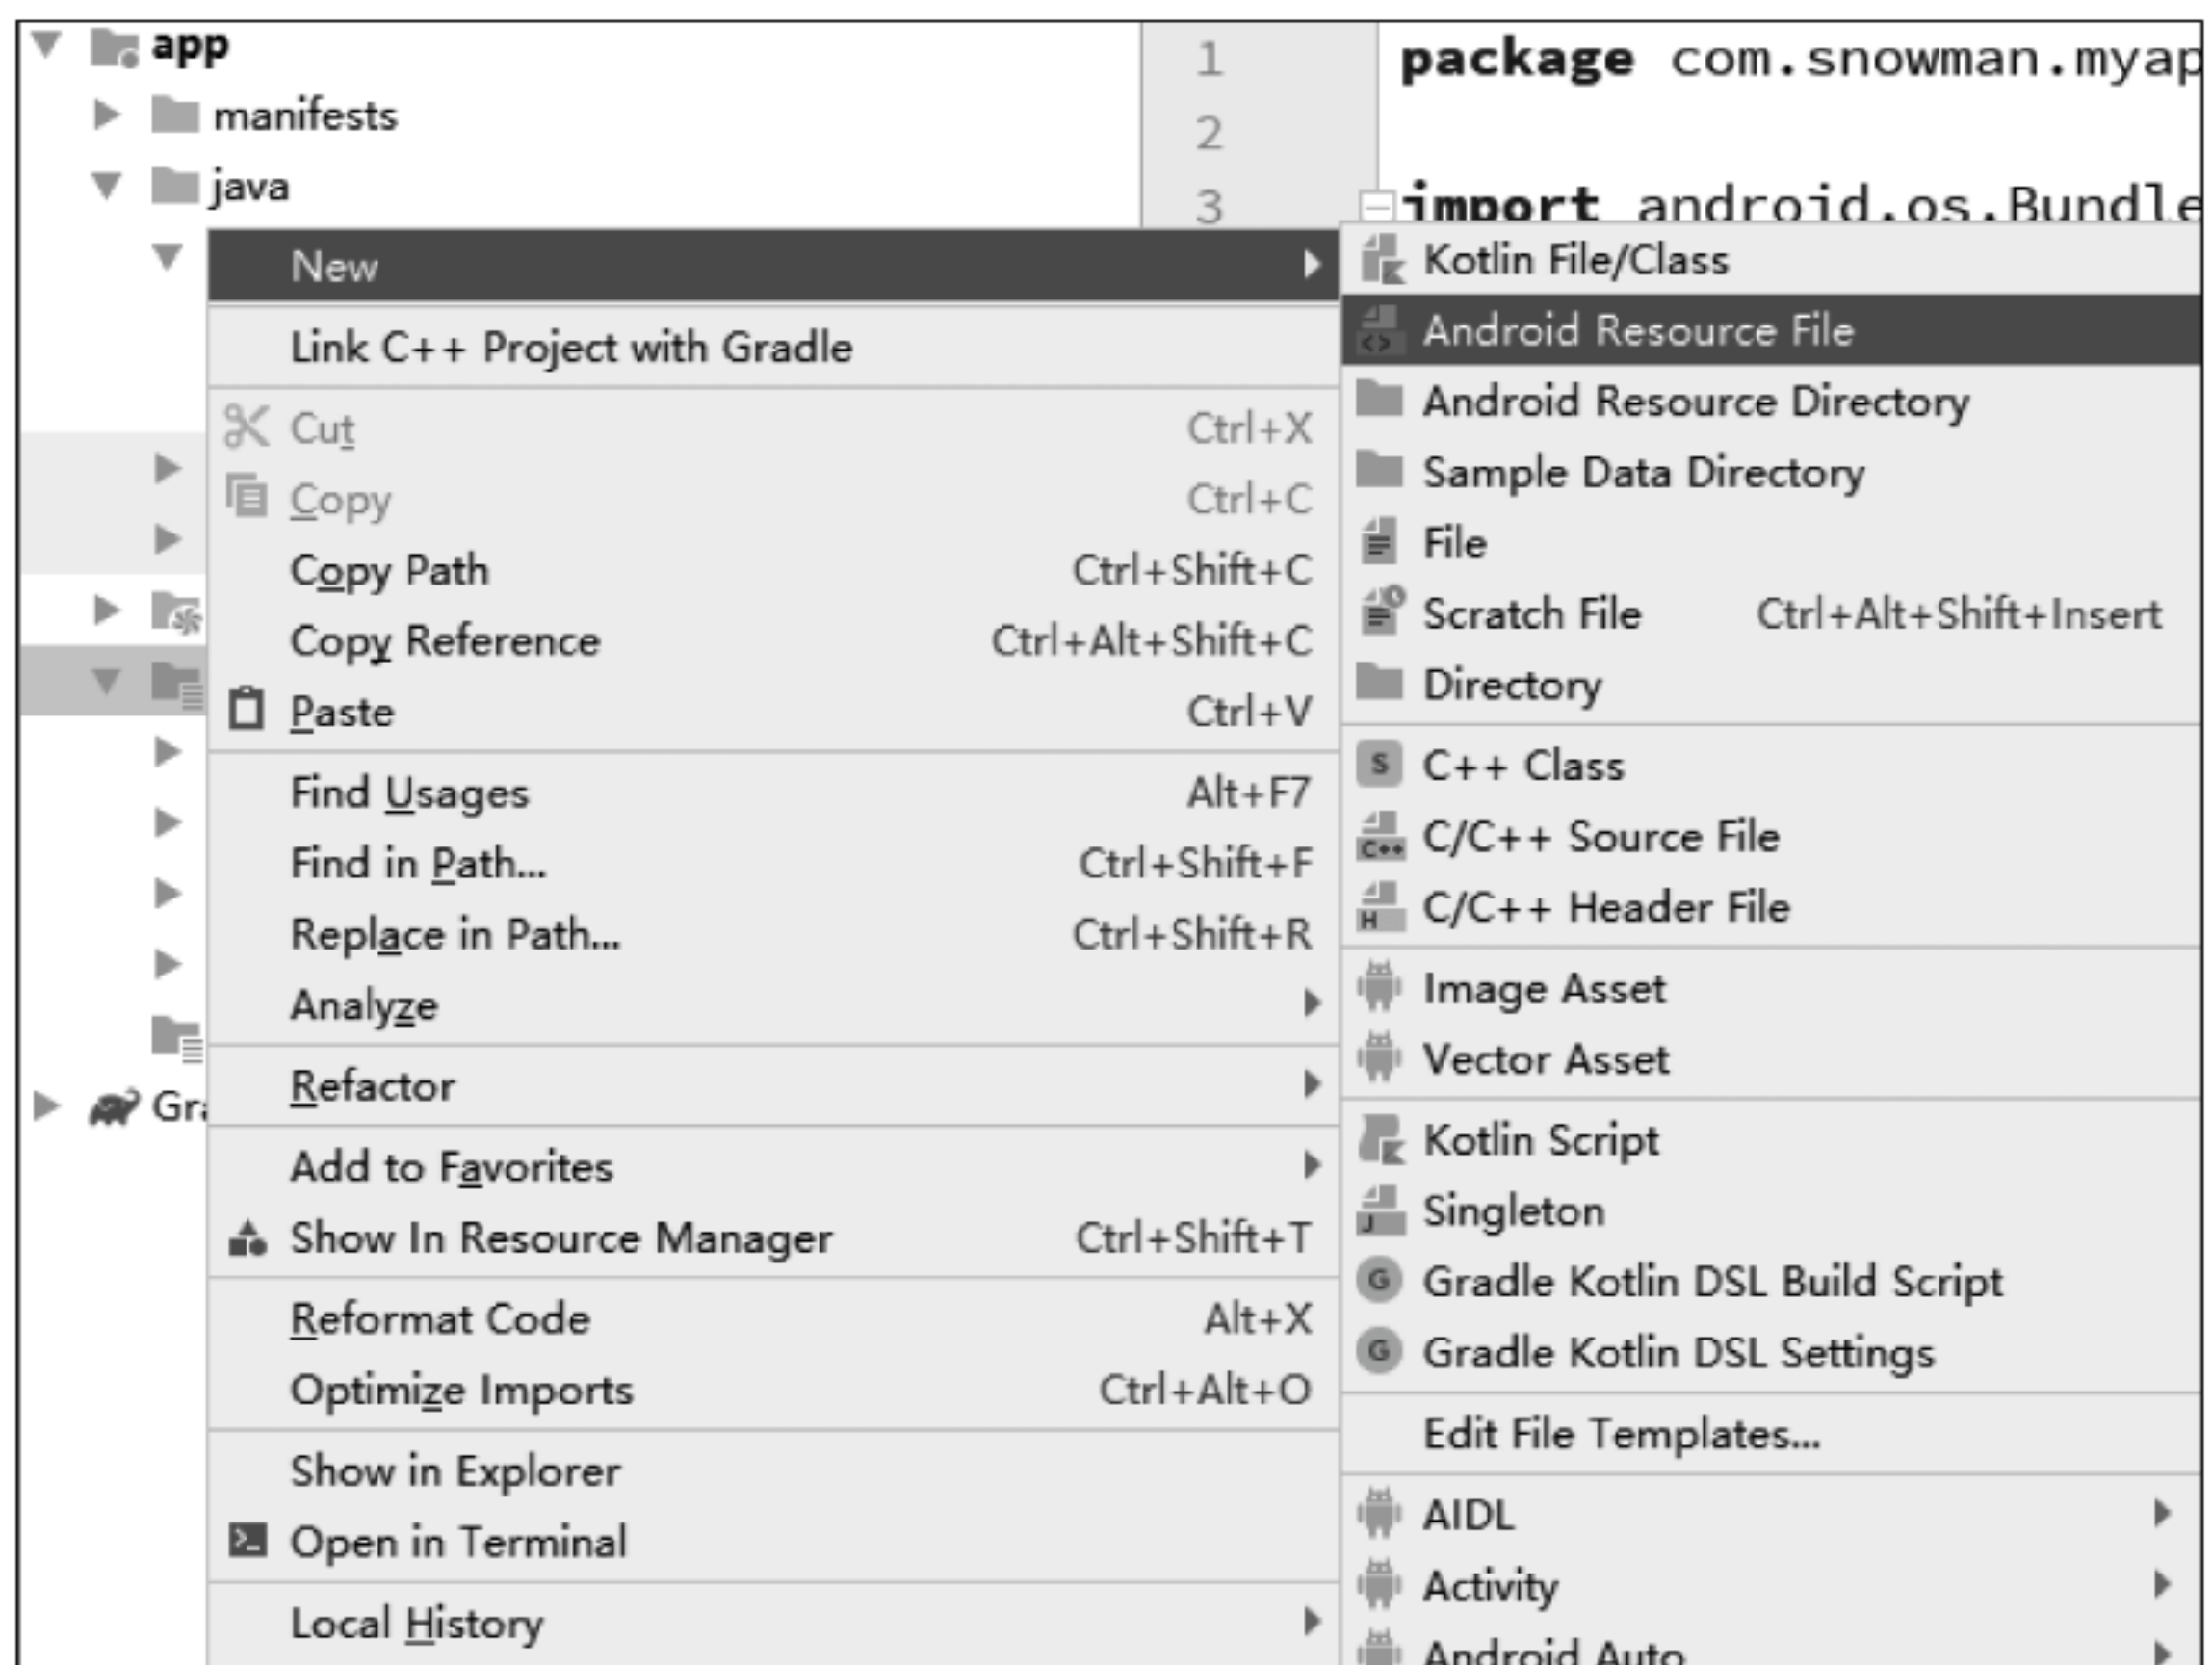 app
manifests
java
Gra
1 package com.snowman.myap
2
3 import android.os.Bundle
New
Link C++ Project with Gradle
Cut Ctrl+X
Copy Ctrl+C
Copy Path Ctrl+Shift+C
Copy Reference Ctrl+Alt+Shift+C
Paste Ctrl+V
Find Usages Alt+F7
Find in Path... Ctrl+Shift+F
Replace in Path... Ctrl+Shift+R
Analyze
Refactor
Add to Favorites
Show In Resource Manager Ctrl+Shift+T
Reformat Code Alt+X
Optimize Imports Ctrl+Alt+O
Show in Explorer
Open in Terminal
Local History
Kotlin File/Class
Android Resource File
Android Resource Directory
Sample Data Directory
File
Scratch File Ctrl+Alt+Shift+Insert
Directory
S C++ Class
C++ C/C++ Source File
H C/C++ Header File
Image Asset
Vector Asset
Kotlin Script
J Singleton
G Gradle Kotlin DSL Build Script
G Gradle Kotlin DSL Settings
Edit File Templates...
AIDL
Activity
Android Auto